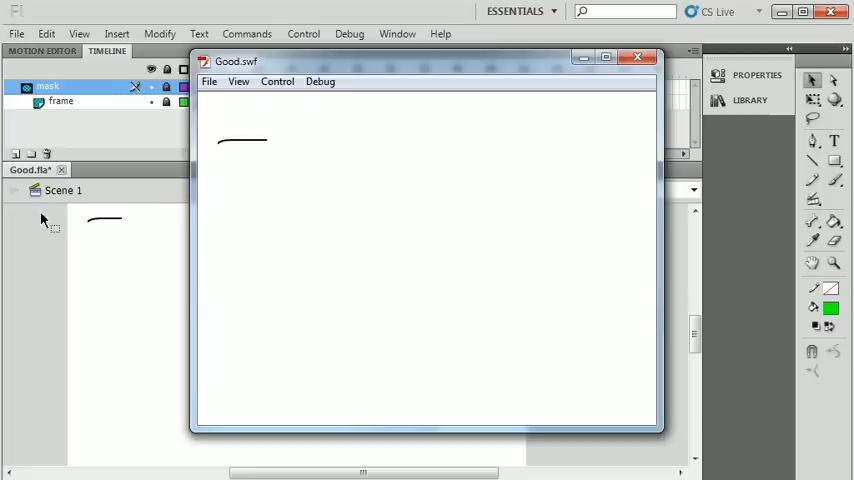 Fl
ESSENTIALS
CS Live
File Edit View Insert Modify Text Commands Control Debug Window Help
MOTION EDITOR TIMELINE
Good.swf
File View Control Debug
mask
frame
PROPERTIES
LIBRARY
Good.fla*
Scene 1